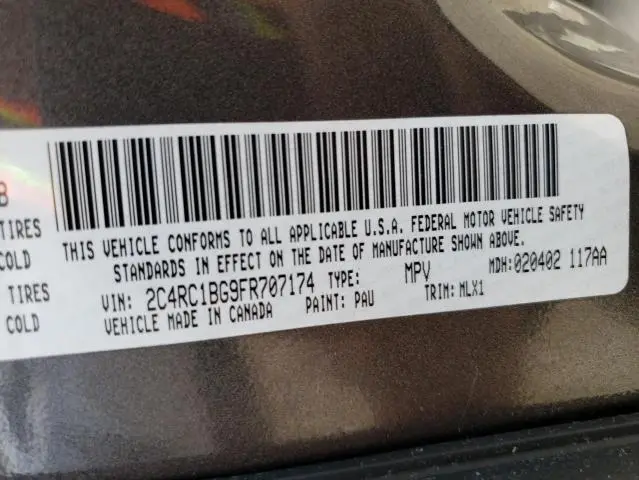 B
TIRES
COLD
TIRES
COLD
THIS VEHICLE CONFORMS TO ALL APPLICABLE U.S.A. FEDERAL MOTOR VEHICLE SAFETY
STANDARDS IN EFFECT ON THE DATE OF MANUFACTURE SHOWN ABOVE.
MDH:020402 117AA
VIN: 2C4RC1BG9FR707174 TYPE: MPV
VEHICLE MADE IN CANADA PAINT: PAU TRIM: MLX1